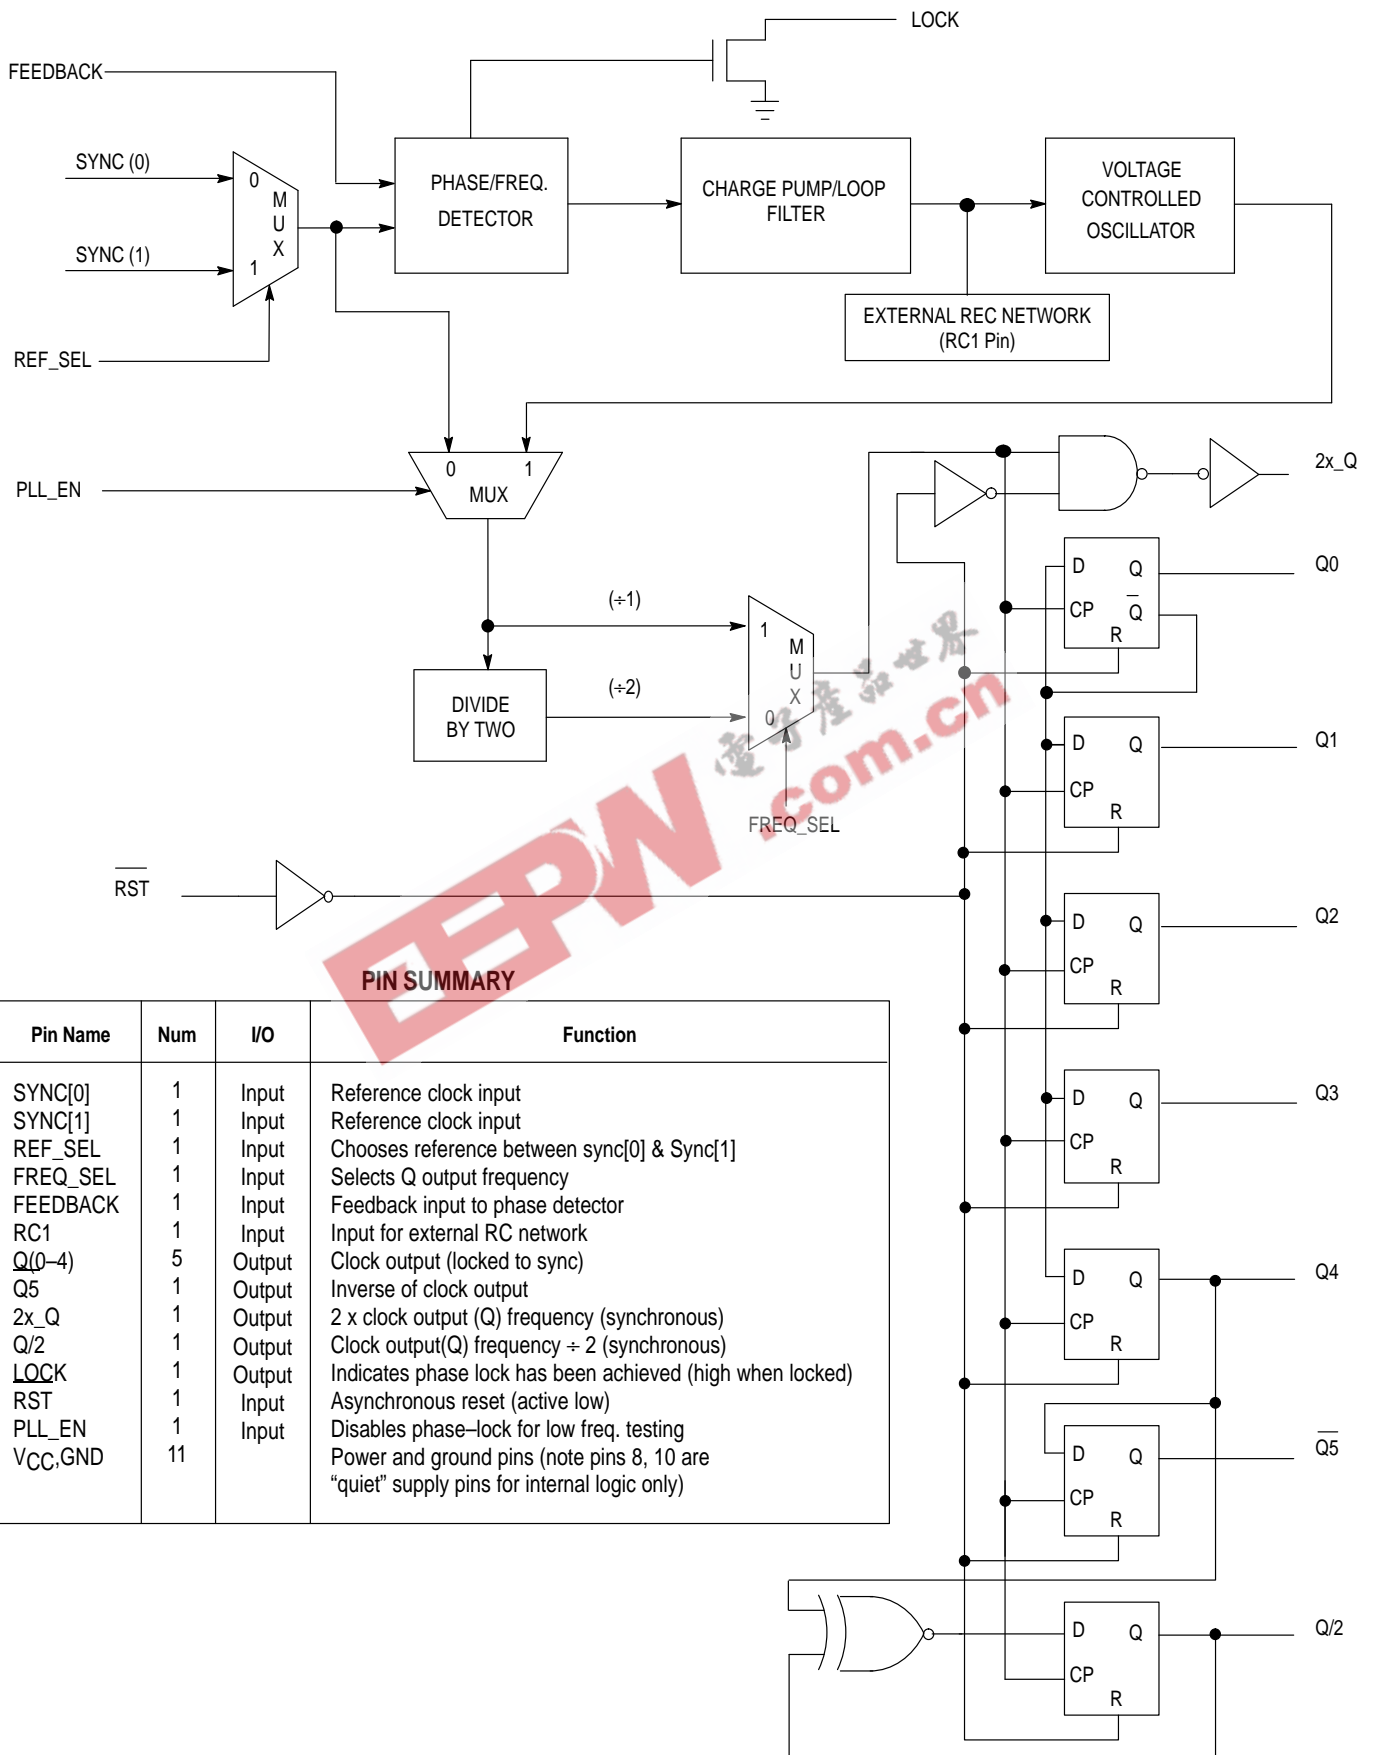 LOCK
FEEDBACK
SYNC (0)
SYNC (1)
0
M
U
X
1
REF_SEL
PHASE/FREQ.
DETECTOR
CHARGE PUMP/LOOP
FILTER
VOLTAGE
CONTROLLED
OSCILLATOR
EXTERNAL REC NETWORK
(RC1 Pin)
0 1
MUX
PLL_EN
2x_Q
(÷1)
(÷2)
DIVIDE
BY TWO
1
M
U
X
0
FREQ_SEL
D Q
CP Q̅
R
Q0
D Q
CP
R
Q1
R̅S̅T̅
D Q
CP
R
Q2
D Q
CP
R
Q3
D Q
CP
R
Q4
D Q
CP
R
Q̅5̅
D Q
CP
R
Q/2
電子産品世界
EEPW
.com.cn
PIN SUMMARY
Pin Name Num I/O Function
SYNC[0] 1 Input Reference clock input
SYNC[1] 1 Input Reference clock input
REF_SEL 1 Input Chooses reference between sync[0] & Sync[1]
FREQ_SEL 1 Input Selects Q output frequency
FEEDBACK 1 Input Feedback input to phase detector
RC1 1 Input Input for external RC network
Q(0–4) 5 Output Clock output (locked to sync)
Q̅5̅ 1 Output Inverse of clock output
2x_Q 1 Output 2 x clock output (Q) frequency (synchronous)
Q/2 1 Output Clock output(Q) frequency ÷ 2 (synchronous)
LOCK 1 Output Indicates phase lock has been achieved (high when locked)
R̅S̅T̅ 1 Input Asynchronous reset (active low)
PLL_EN 1 Input Disables phase–lock for low freq. testing
VCC,GND 11 Power and ground pins (note pins 8, 10 are
“quiet” supply pins for internal logic only)